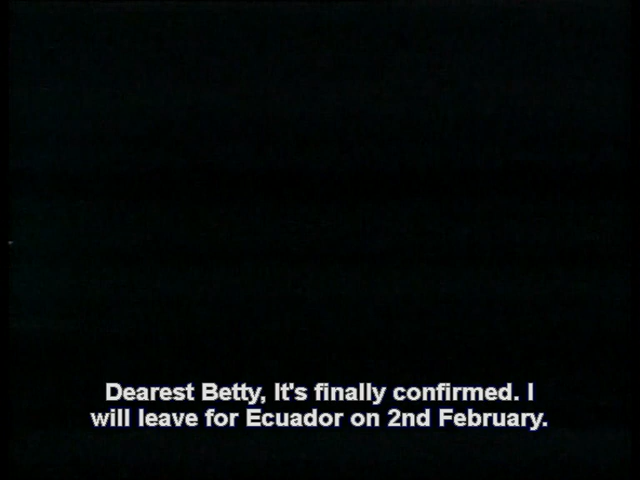 Dearest Betty, It's finally confirmed. I
will leave for Ecuador on 2nd February.